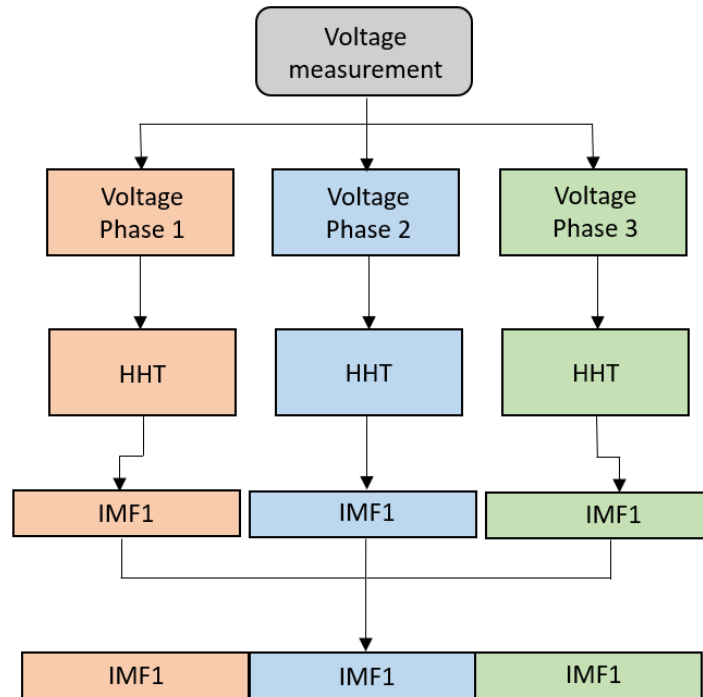 Voltage
measurement
Voltage
Phase 1
Voltage
Phase 2
Voltage
Phase 3
HHT
HHT
HHT
IMF1
IMF1
IMF1
IMF1
IMF1
IMF1